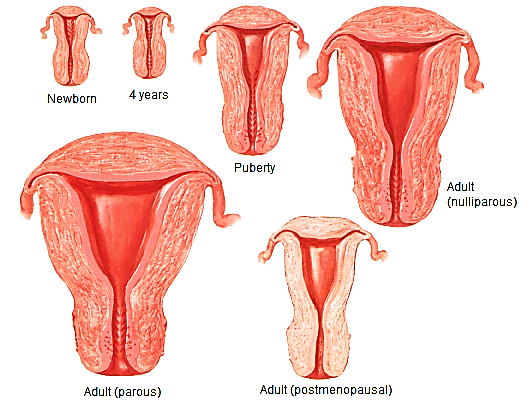 Newborn
4 years
Puberty
Adult
(nulliparous)
Adult (parous)
Adult (postmenopausal)